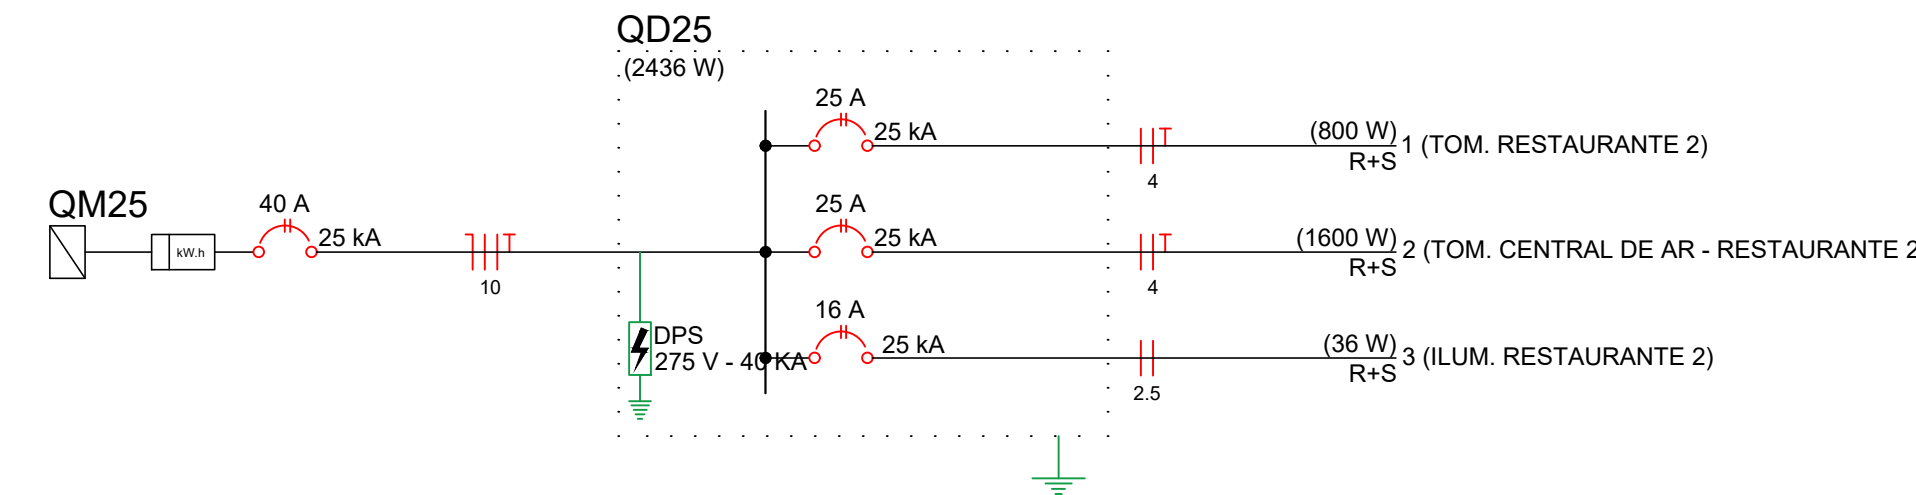 QD25
(2436 W)
25 A
25 kA
(800 W)
R+S
1 (TOM. RESTAURANTE 2)
4
QM25
kW.h
40 A
25 kA
10
25 A
25 kA
(1600 W)
R+S
2 (TOM. CENTRAL DE AR - RESTAURANTE 2
4
DPS
275 V - 40 KA
16 A
25 kA
(36 W)
R+S
3 (ILUM. RESTAURANTE 2)
2.5